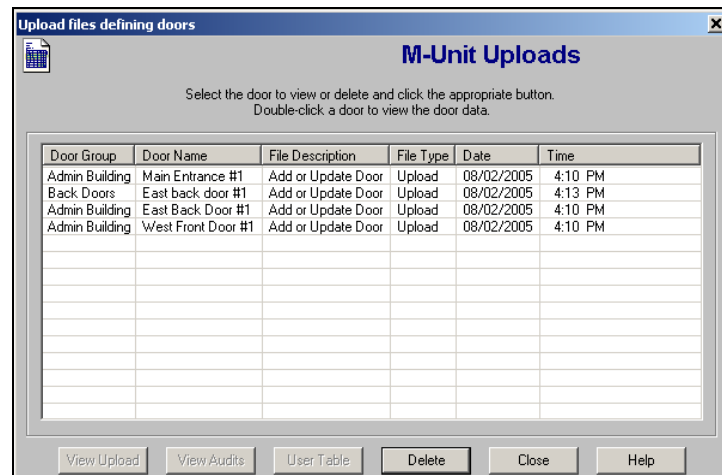 Upload files defining doors
M-Unit Uploads
Select the door to view or delete and click the appropriate button.
Double-click a door to view the door data.
Door Group Door Name File Description File Type Date Time
Admin Building Main Entrance #1 Add or Update Door Upload 08/02/2005 4:10 PM
Back Doors East back door #1 Add or Update Door Upload 08/02/2005 4:13 PM
Admin Building East Back Door #1 Add or Update Door Upload 08/02/2005 4:10 PM
Admin Building West Front Door #1 Add or Update Door Upload 08/02/2005 4:10 PM
View Upload View Audits User Table Delete Close Help